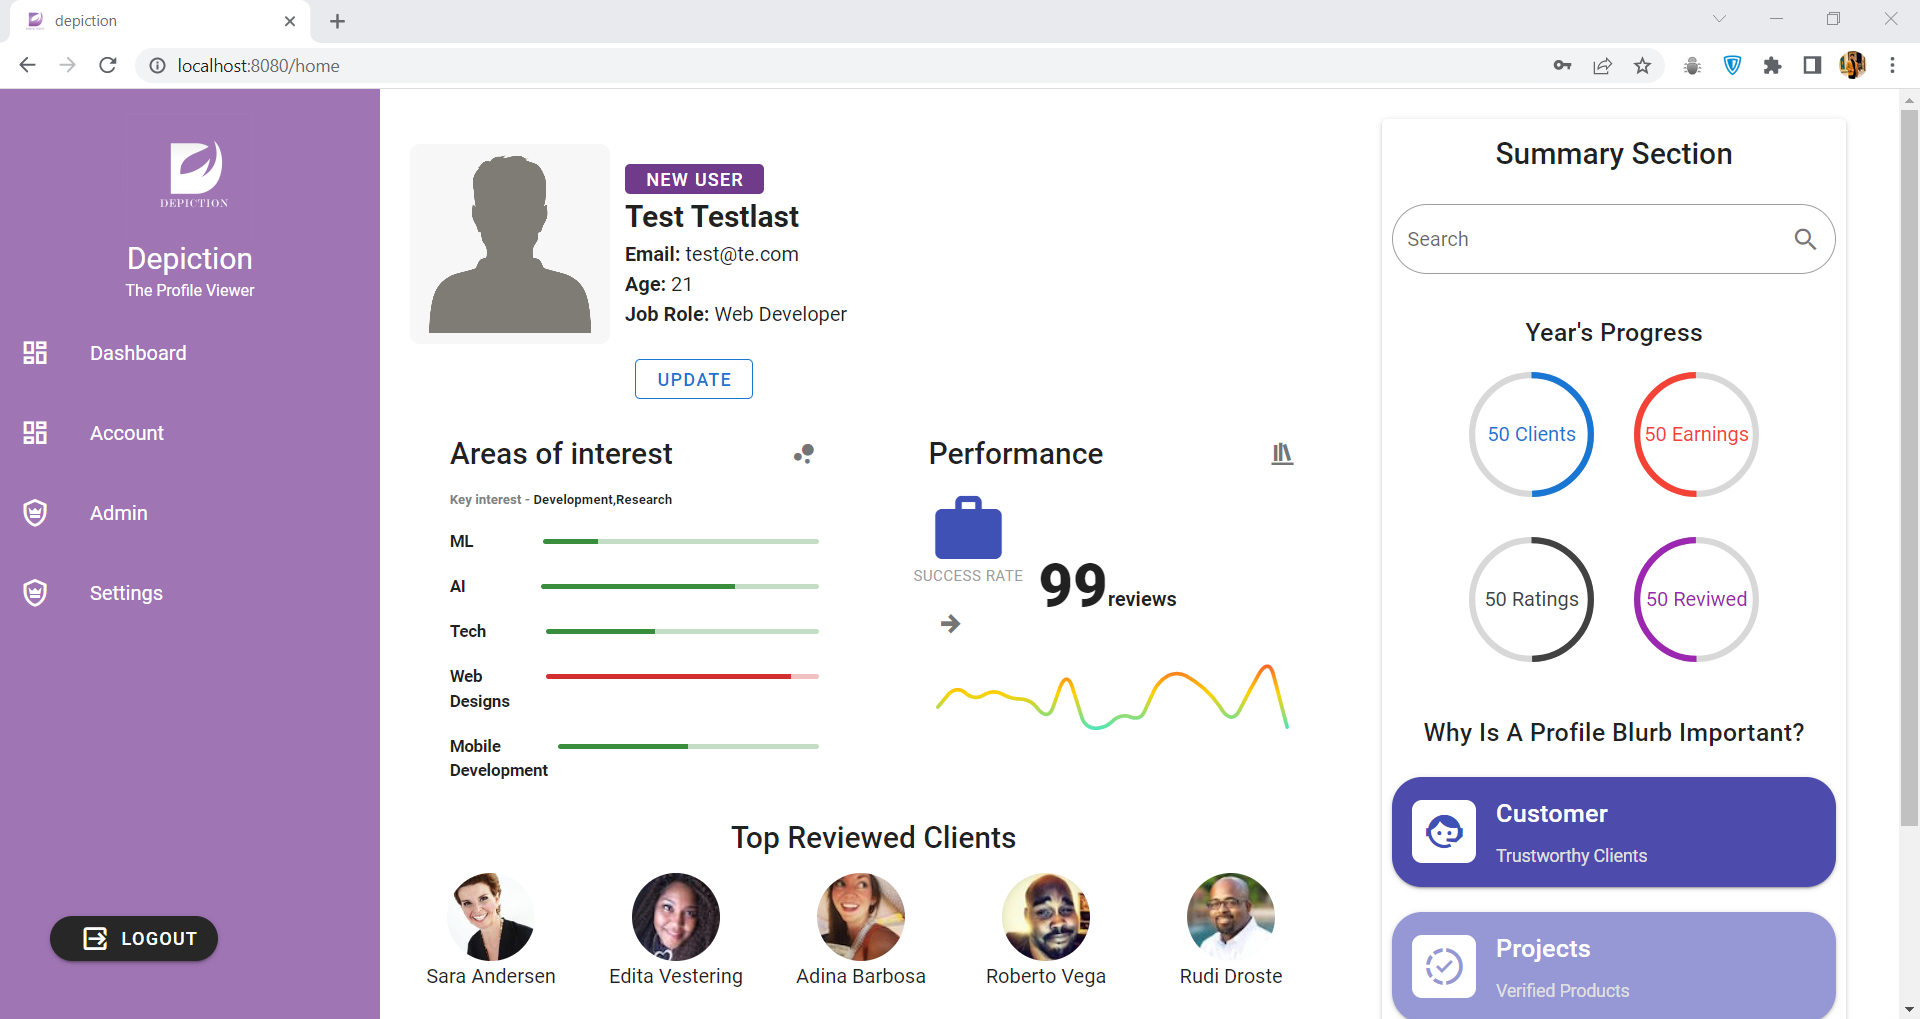 depiction
localhost:8080/home
DEPICTION
Depiction
The Profile Viewer
Dashboard
Account
Admin
Settings
LOGOUT
NEW USER
Test Testlast
Email: test@te.com
Age: 21
Job Role: Web Developer
UPDATE
Areas of interest
Key interest - Development,Research
ML
AI
Tech
Web
Designs
Mobile
Development
Performance
SUCCESS RATE
99reviews
Top Reviewed Clients
Sara Andersen
Edita Vestering
Adina Barbosa
Roberto Vega
Rudi Droste
Summary Section
Search
Year's Progress
50 Clients
50 Earnings
50 Ratings
50 Reviwed
Why Is A Profile Blurb Important?
Customer
Trustworthy Clients
Projects
Verified Products